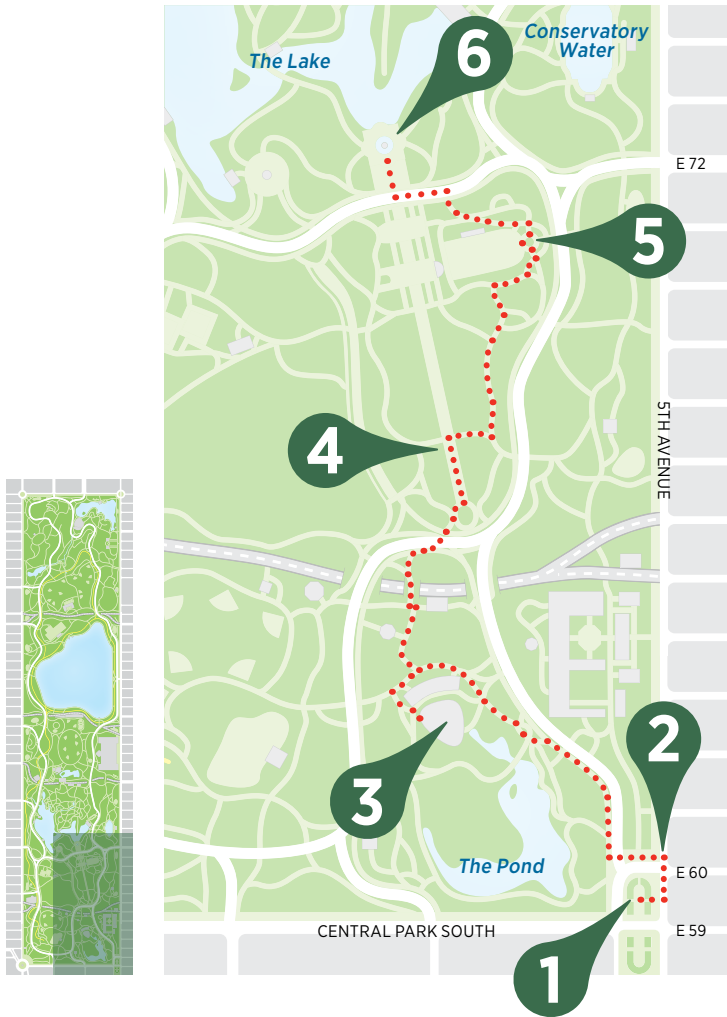 The Lake
6
Conservatory
Water
E 72
5
5TH AVENUE
4
2
3
The Pond
E 60
1
CENTRAL PARK SOUTH
E 59